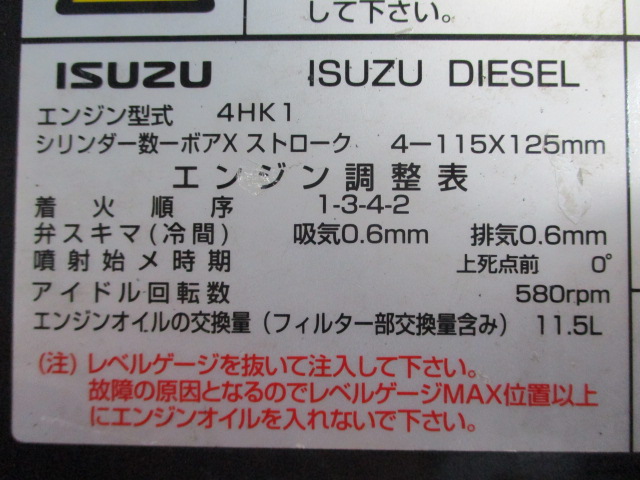 して下さい。
ISUZU ISUZU DIESEL
エンジン型式 4HK1
シリンダー数ーボアX ストローク 4ー115X125mm
エンジン調整表
着火順序 1-3-4-2
弁スキマ(冷間) 吸気0.6mm 排気0.6mm
噴射始メ時期 上死点前 0°
アイドル回転数 580rpm
エンジンオイルの交換量（フィルター部交換量含み）11.5L
(注) レベルゲージを抜いて注入して下さい。
故障の原因となるのでレベルゲージMAX位置以上
にエンジンオイルを入れないで下さい。